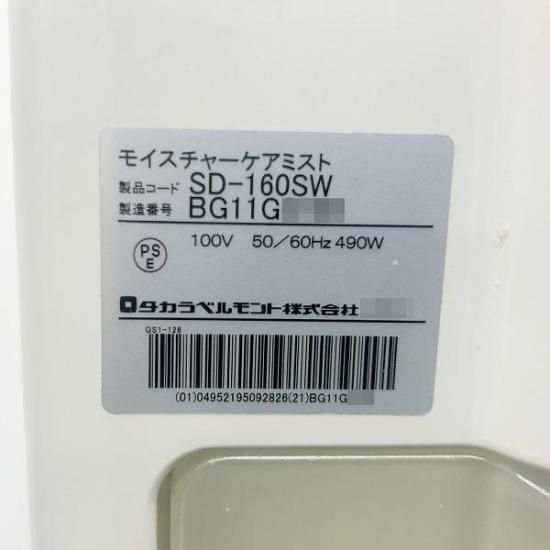 モイスチャーケアミスト
製品コード SD-160SW
製造番号 BG11G
100V 50/60Hz 490W
PS
E
タカラベルモント株式会社
GS1-128
(01)04952195092826(21)BG11G